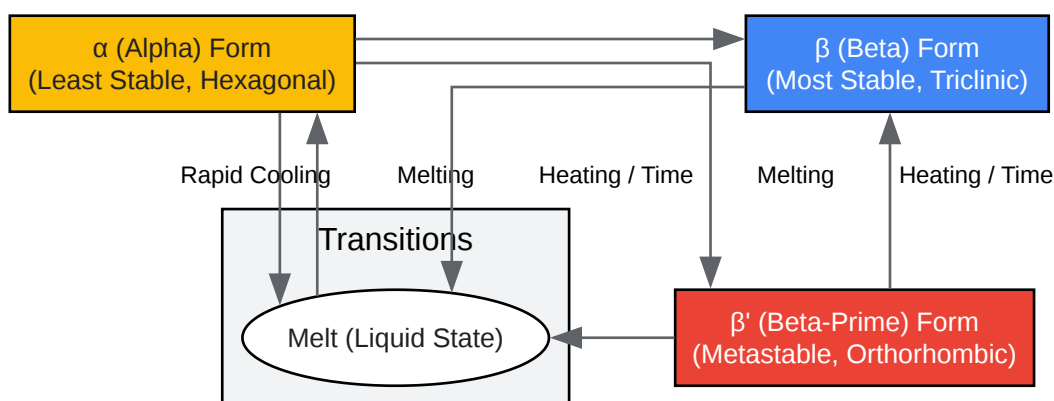 α (Alpha) Form
(Least Stable, Hexagonal)
β (Beta) Form
(Most Stable, Triclinic)
Rapid Cooling
Melting
Heating / Time
Melting
Heating / Time
Transitions
Melt (Liquid State)
β' (Beta-Prime) Form
(Metastable, Orthorhombic)